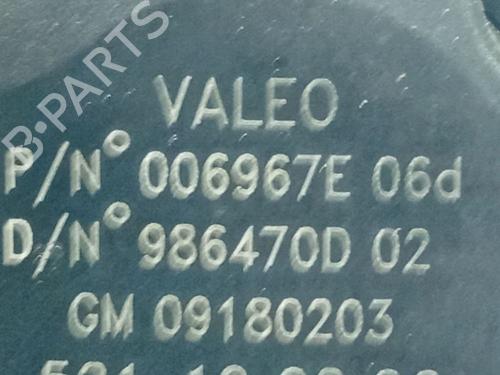 B-PARTS
VALEO
P/N° 006967E 06d
D/N° 986470D 02
GM 09180203